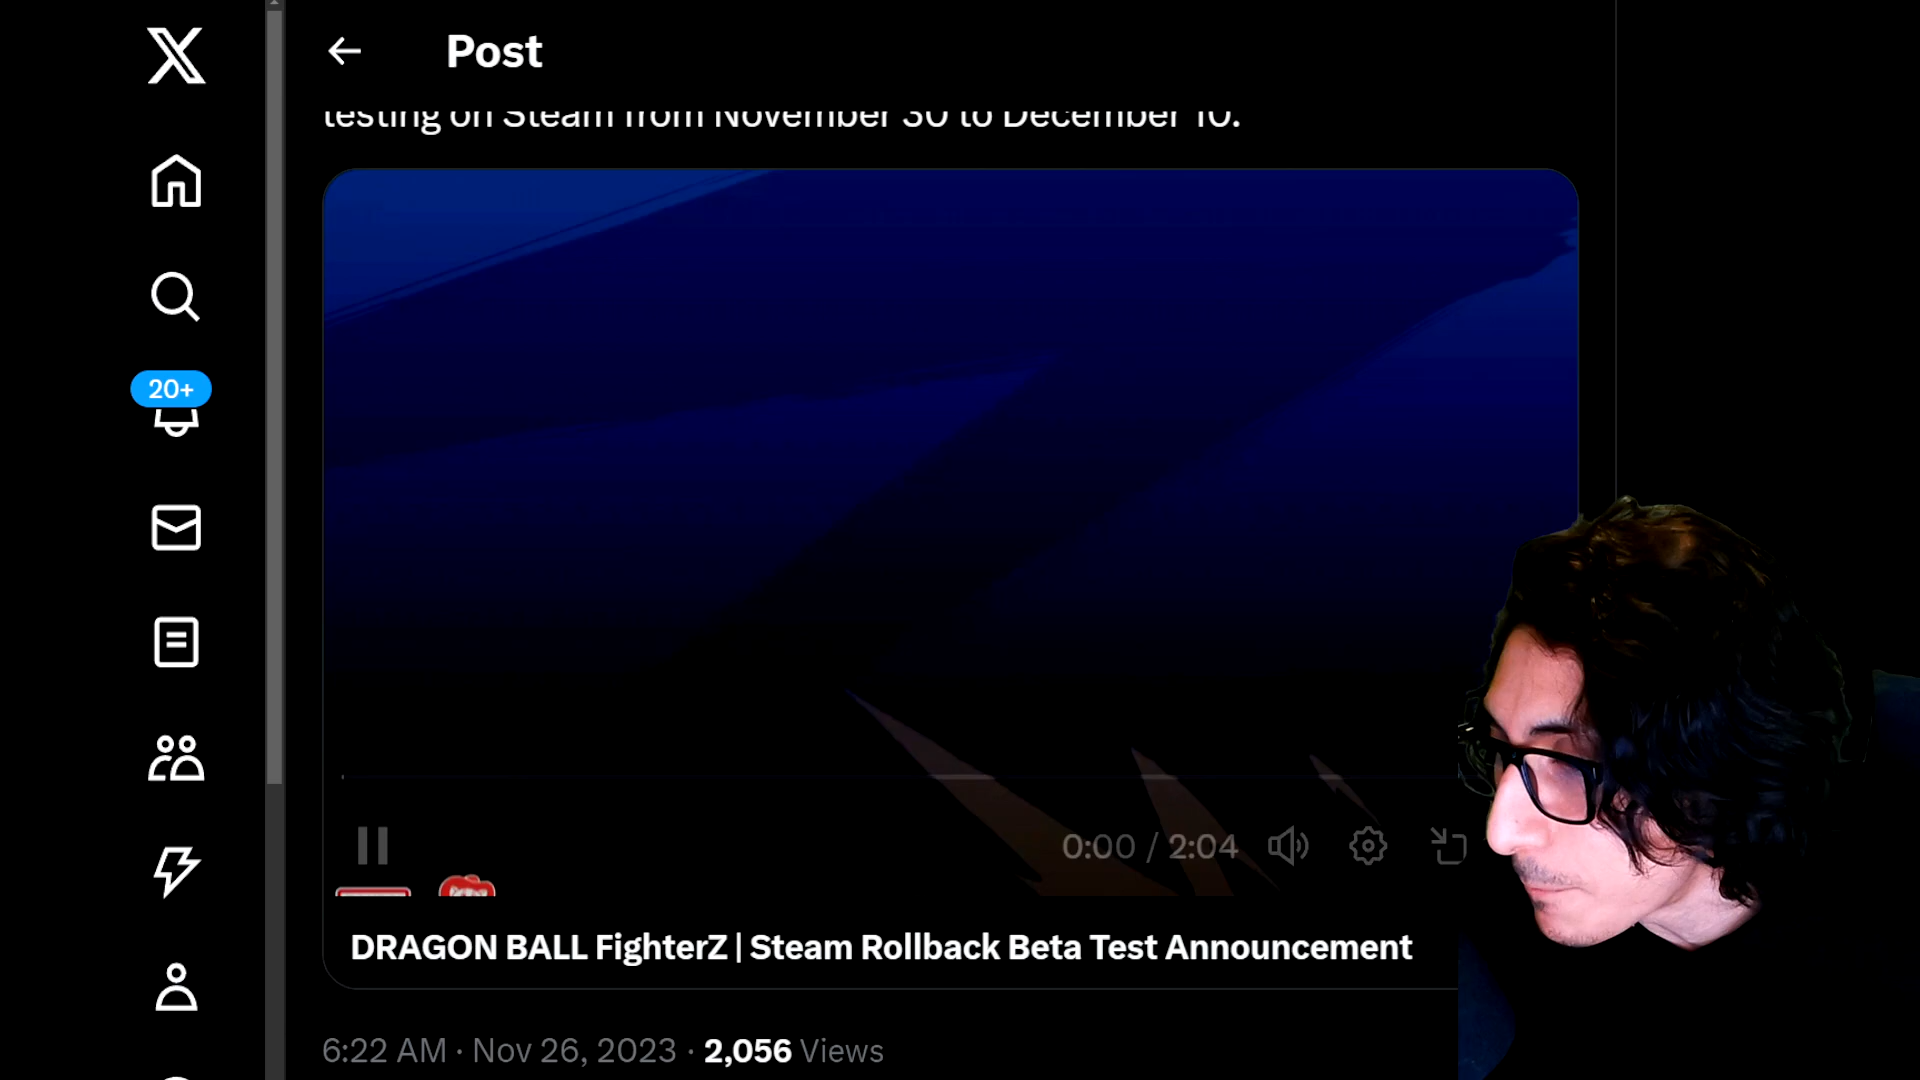 Post
testing on Steam from November 30 to December 10.
20+
0:00 / 2:04
DRAGON BALL FighterZ | Steam Rollback Beta Test Announcement
6:22 AM · Nov 26, 2023 · 2,056 Views